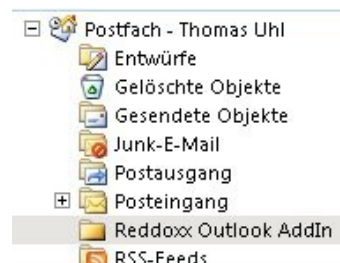 Postfach - Thomas Uhl
Entwürfe
Gelöschte Objekte
Gesendete Objekte
Junk-E-Mail
Postausgang
Posteingang
Reddoxx Outlook AddIn
RSS-Feeds